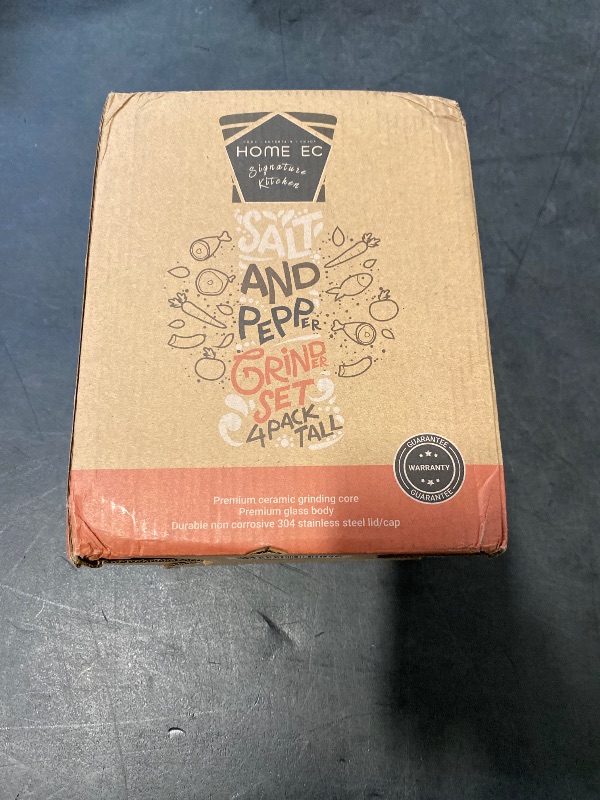 HOME EC
Signature
Kitchen
SALT
AND
PEPPER
GRINDER
SET
4 PACK
TALL
GUARANTEE
WARRANTY
GUARANTEE
Premium ceramic grinding core
Premium glass body
Durable non corrosive 304 stainless steel lid/cap